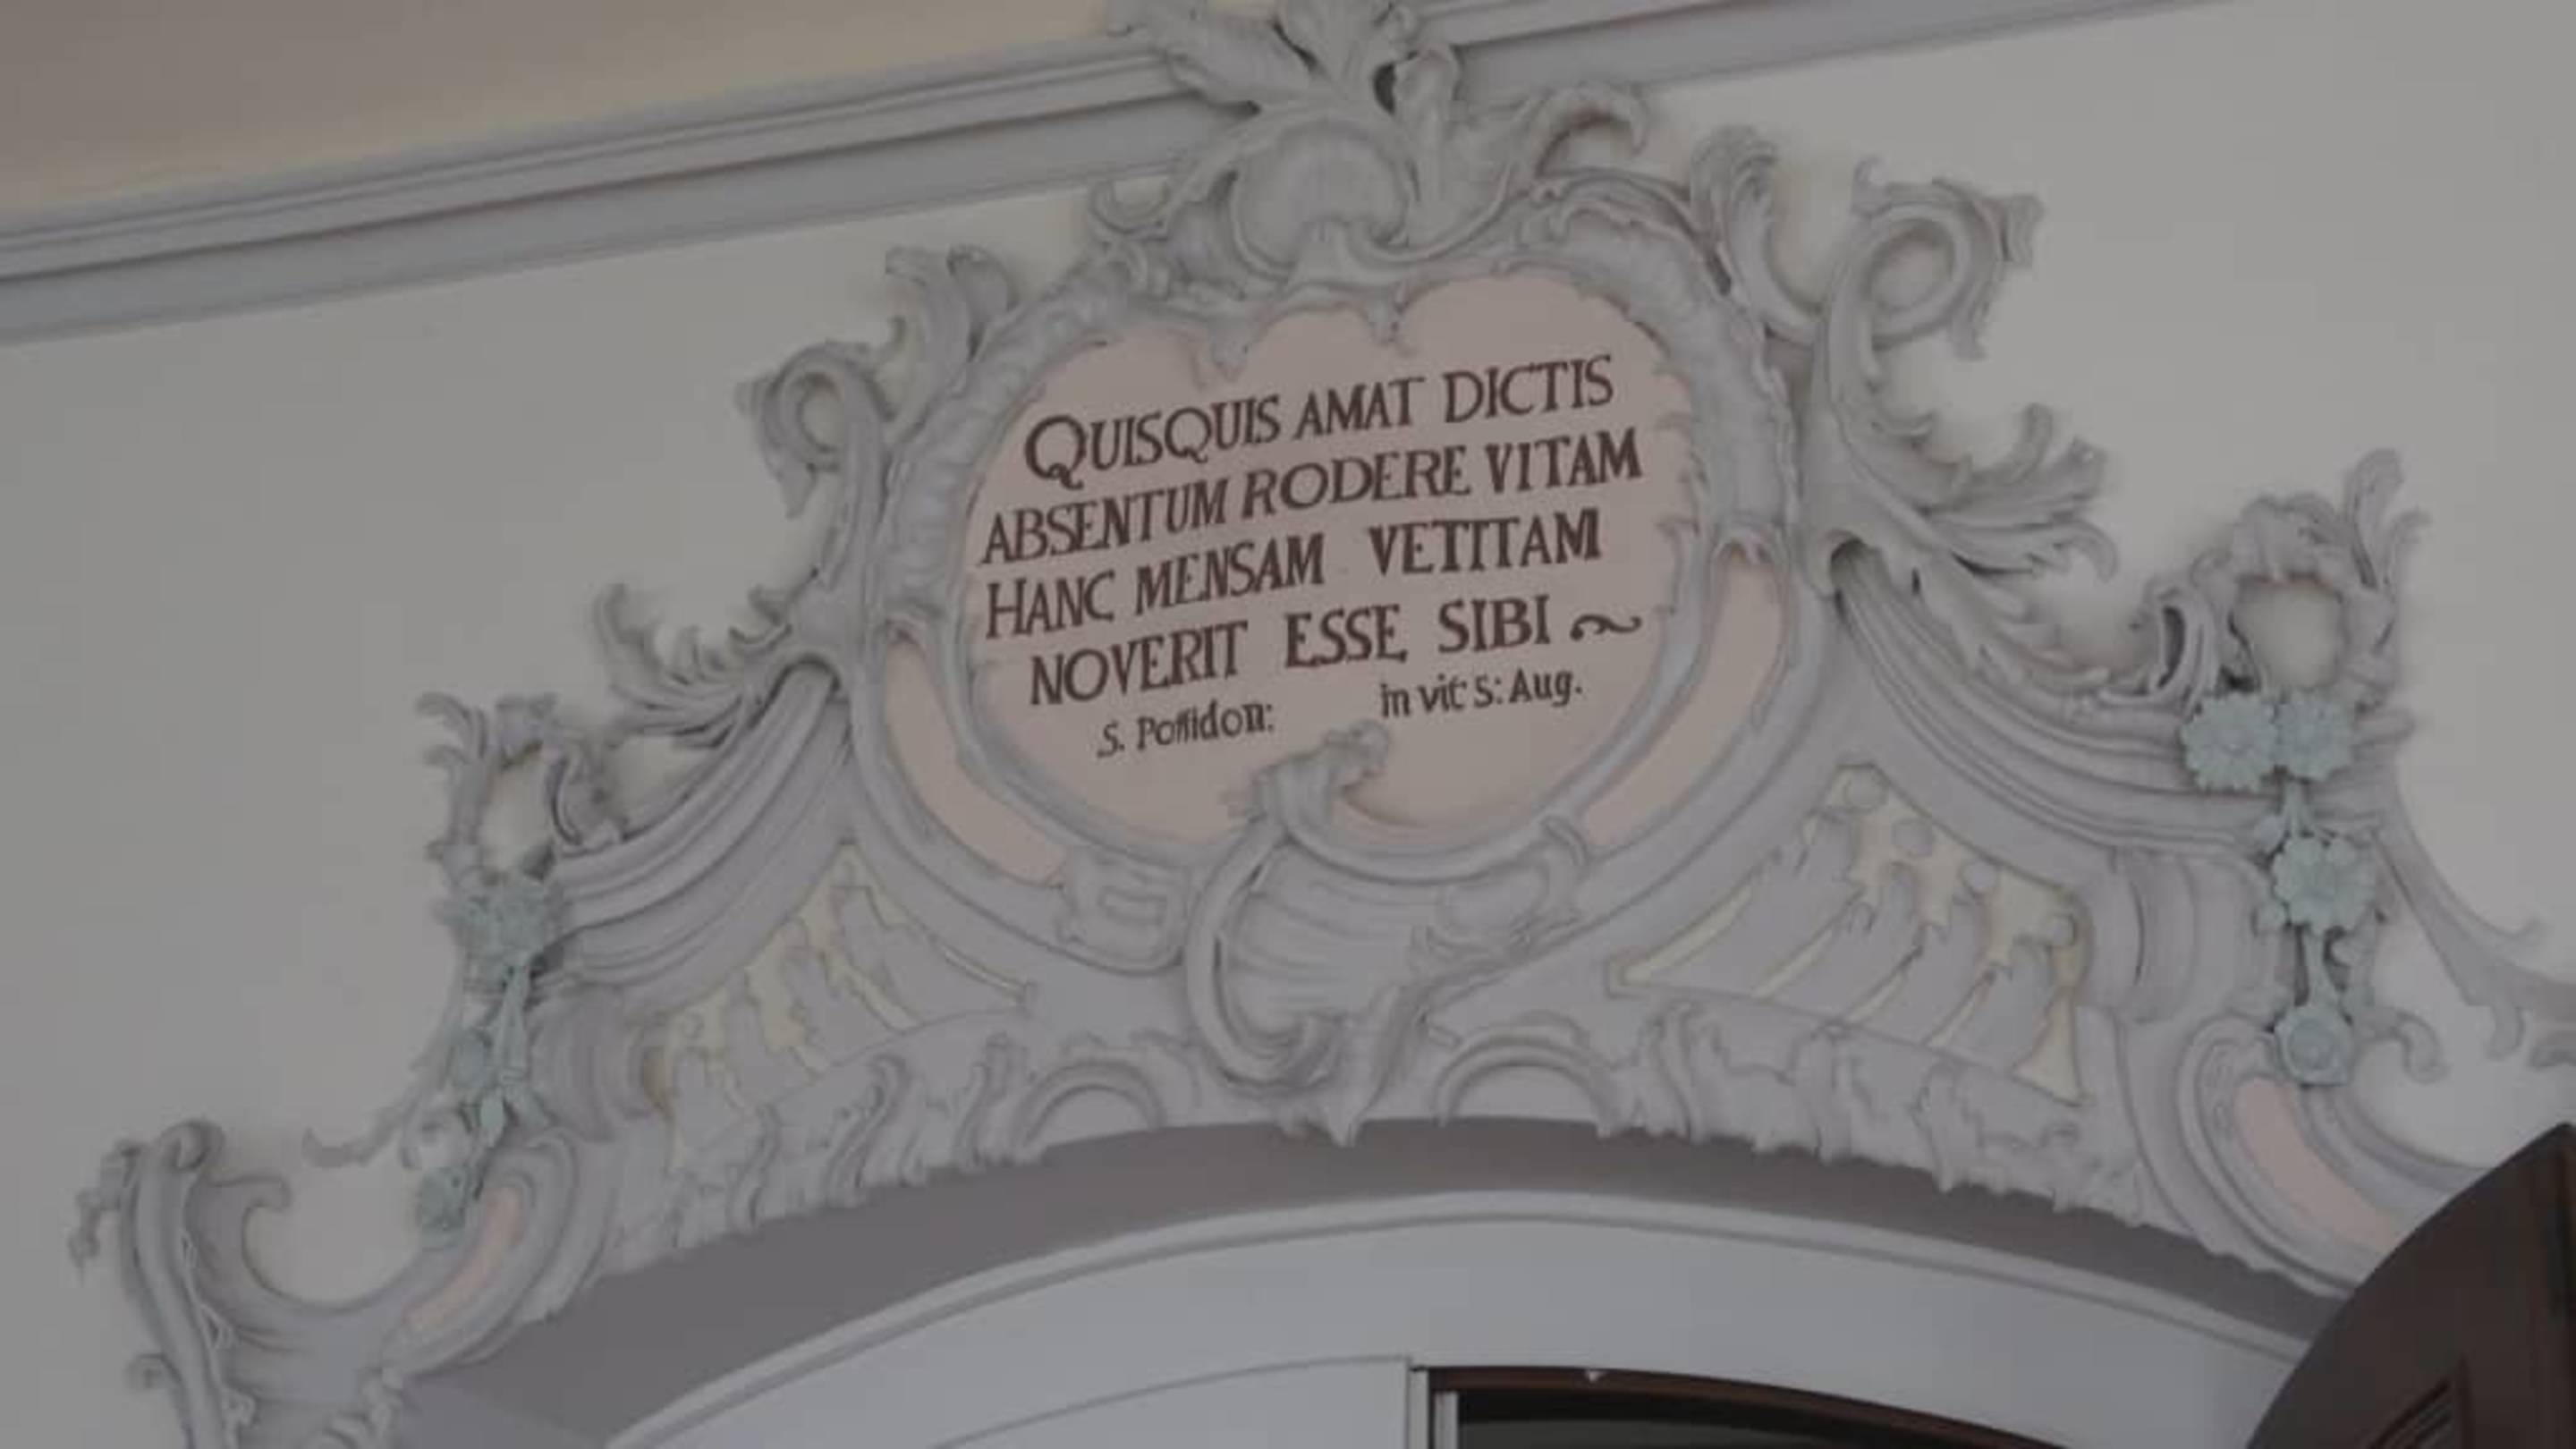 QUISQUIS AMAT DICTIS
ABSENTUM RODERE VITAM
HANC MENSAM VETITAM
NOVERIT ESSE SIBI ~
S. Poſſidon: in vit: S: Aug.